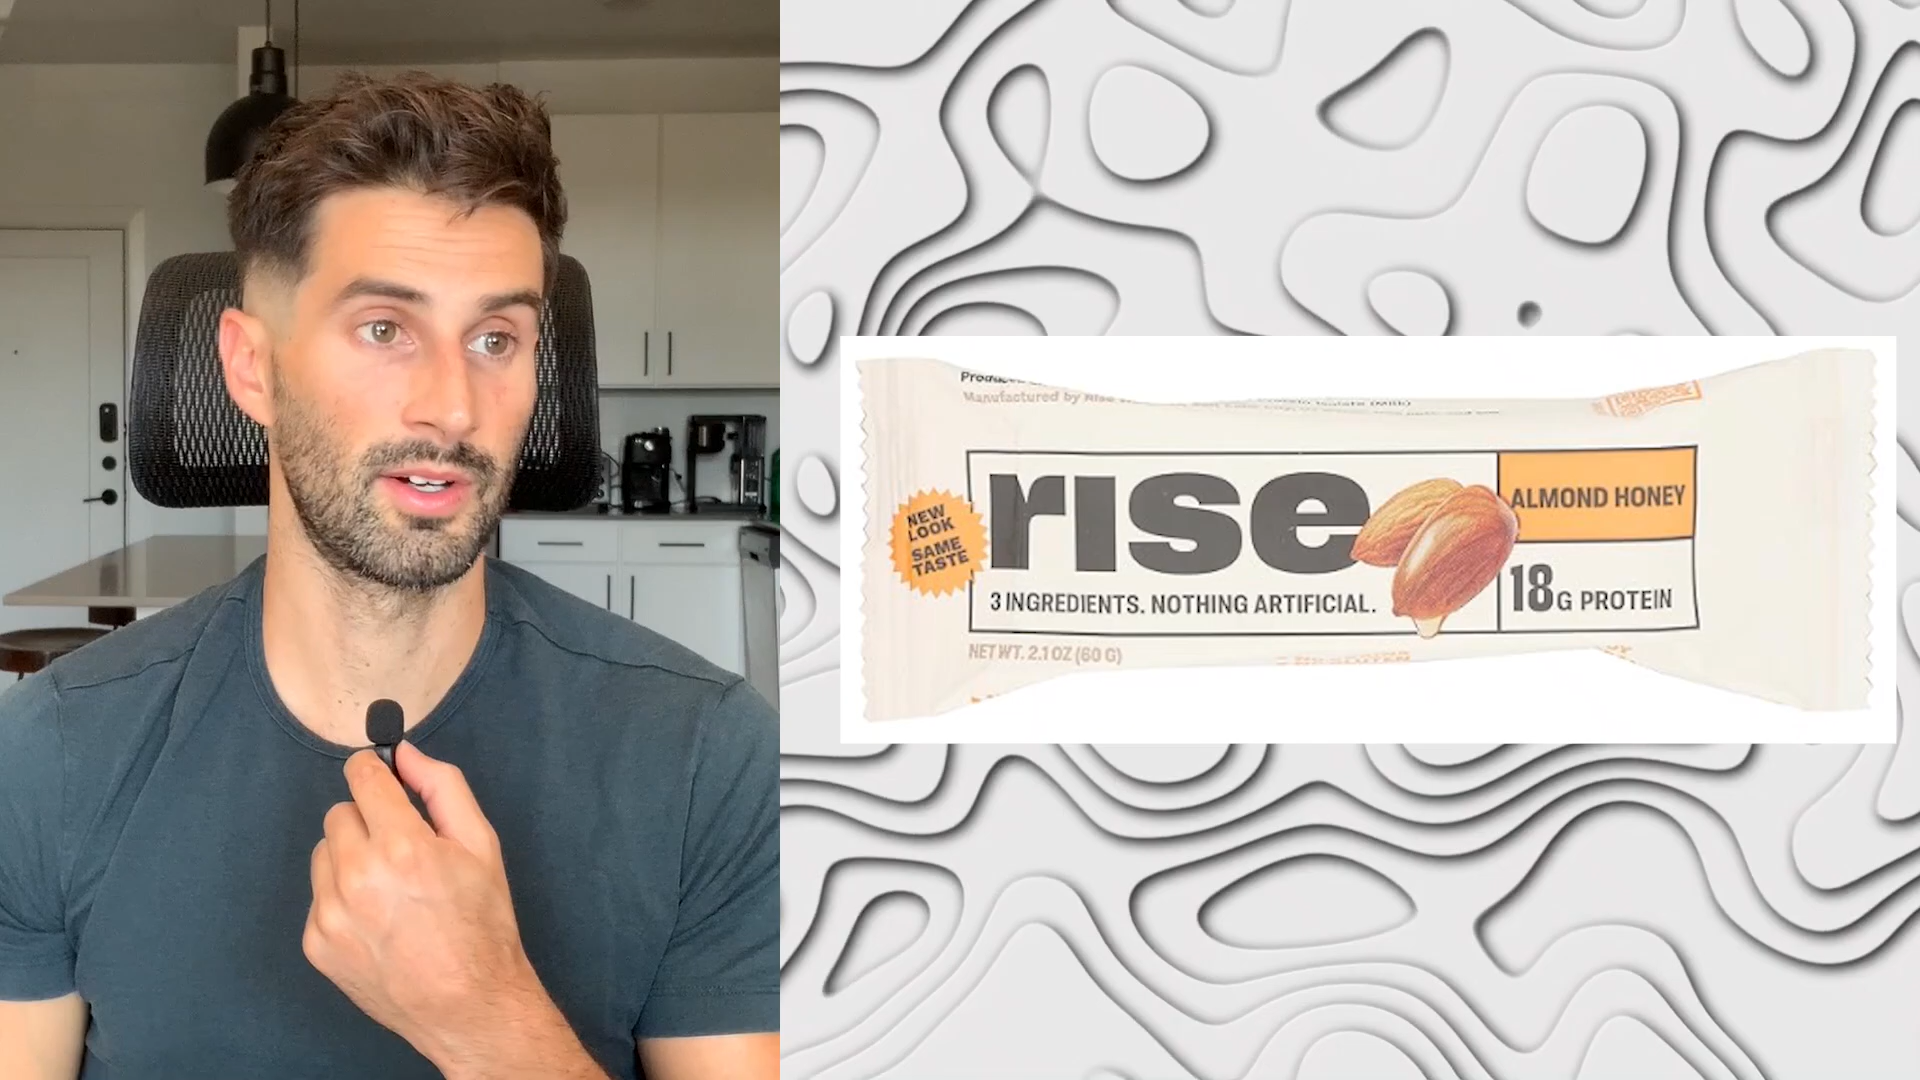 Manufactured by Rise
rise
ALMOND HONEY
NEW
LOOK
SAME
TASTE
3 INGREDIENTS. NOTHING ARTIFICIAL.
18G PROTEIN
NET WT. 2.1 OZ (60 G)